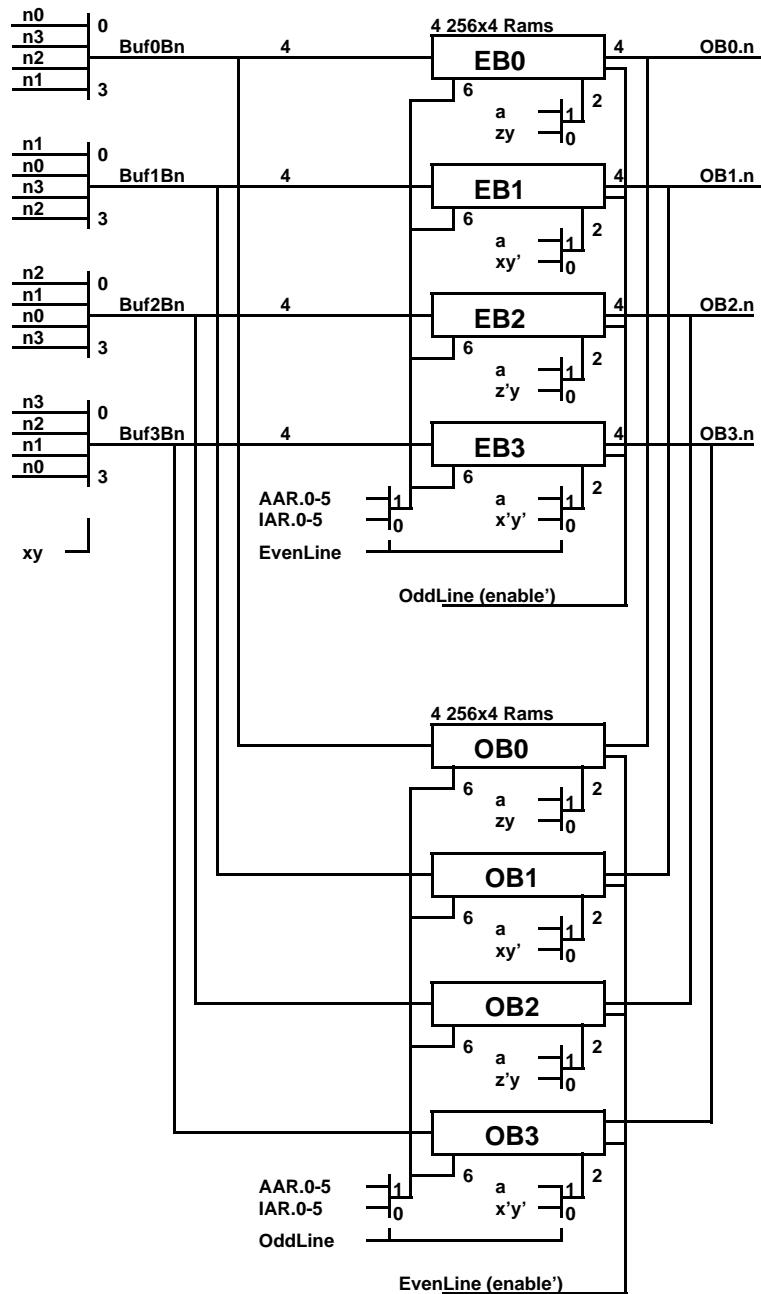 4 256x4 Rams
n0
0
n3
Buf0Bn
4
EB0
4
OB0.n
n2
n1
3
6
a
1
2
zy
0
n1
0
n0
Buf1Bn
4
EB1
4
OB1.n
n3
n2
3
6
a
1
2
xy’
0
n2
0
n1
Buf2Bn
4
EB2
4
OB2.n
n0
n3
3
6
a
1
2
z’y
0
n3
0
n2
Buf3Bn
4
EB3
4
OB3.n
n1
n0
3
6
AAR.0-5
1
a
1
2
IAR.0-5
0
x’y’
0
xy
EvenLine
OddLine (enable’)
4 256x4 Rams
OB0
6
a
1
2
zy
0
OB1
6
a
1
2
xy’
0
OB2
6
a
1
2
z’y
0
OB3
6
AAR.0-5
1
a
1
2
IAR.0-5
0
x’y’
0
OddLine
EvenLine (enable’)